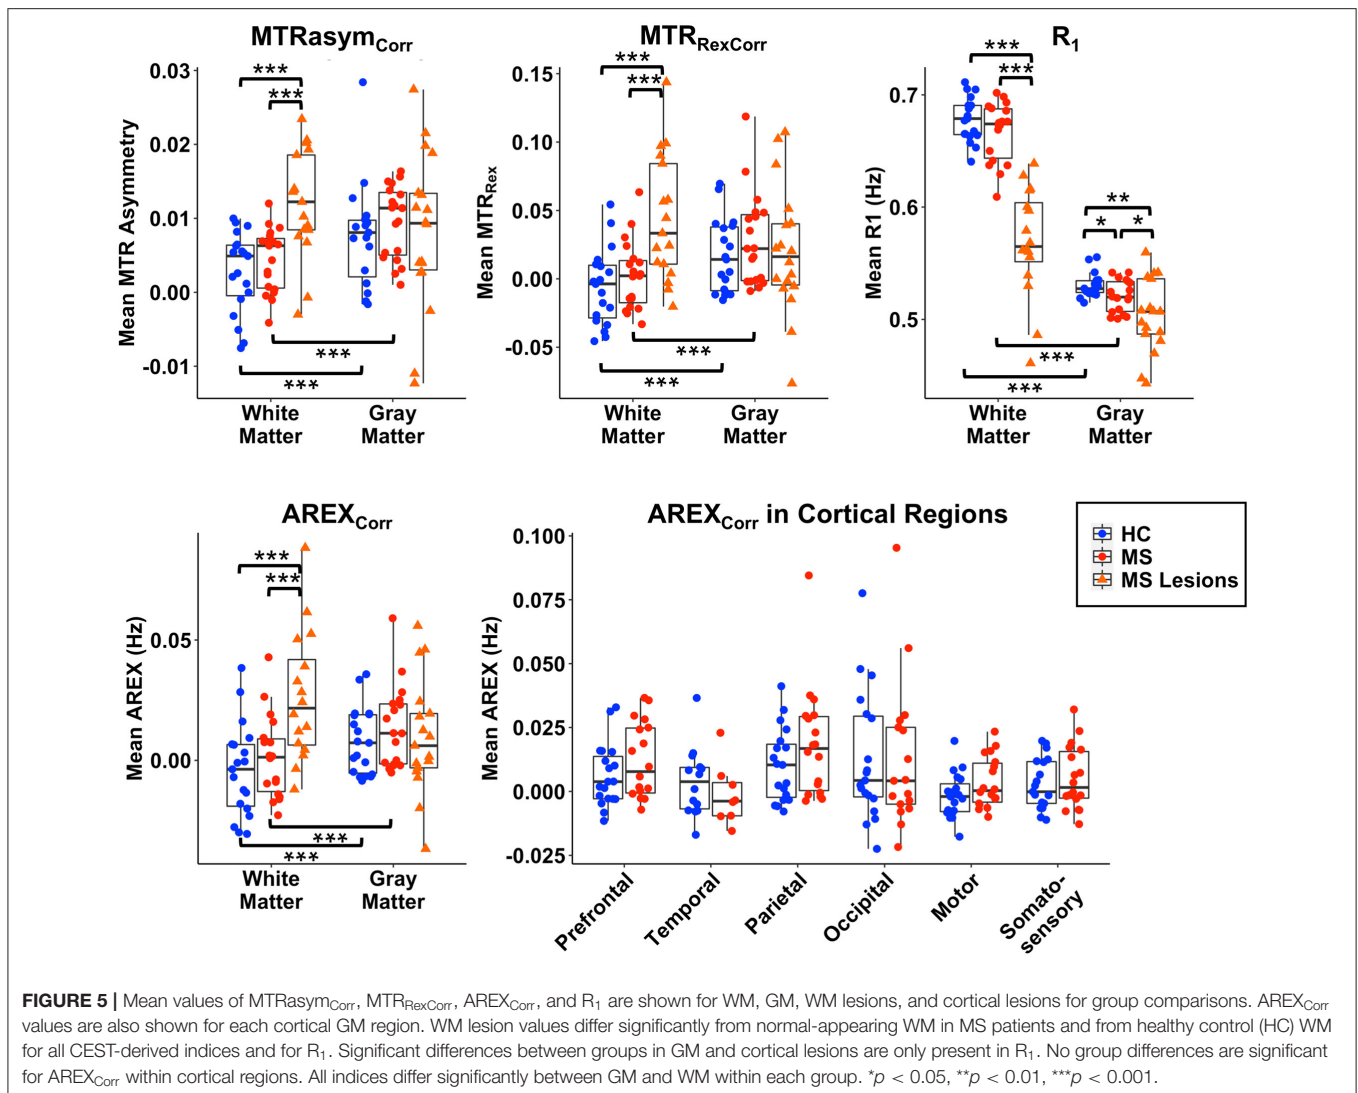 MTRasymCorr
Mean MTR Asymmetry
0.03
0.02
0.01
0.00
-0.01
***
***
***
***
White
Matter
Gray
Matter
MTRRexCorr
Mean MTRRex
0.15
0.10
0.05
0.00
-0.05
***
***
***
***
White
Matter
Gray
Matter
R1
Mean R1 (Hz)
0.7
0.6
0.5
***
***
**
*
*
***
***
White
Matter
Gray
Matter
AREXCorr
Mean AREX (Hz)
0.05
0.00
***
***
***
***
White
Matter
Gray
Matter
AREXCorr in Cortical Regions
Mean AREX (Hz)
0.100
0.075
0.050
0.025
0.000
-0.025
Prefrontal
Temporal
Parietal
Occipital
Motor
Somato-
sensory
HC
MS
MS Lesions
FIGURE 5 | Mean values of MTRasymCorr, MTRRexCorr, AREXCorr, and R1 are shown for WM, GM, WM lesions, and cortical lesions for group comparisons. AREXCorr
values are also shown for each cortical GM region. WM lesion values differ significantly from normal-appearing WM in MS patients and from healthy control (HC) WM
for all CEST-derived indices and for R1. Significant differences between groups in GM and cortical lesions are only present in R1. No group differences are significant
for AREXCorr within cortical regions. All indices differ significantly between GM and WM within each group. *p < 0.05, **p < 0.01, ***p < 0.001.